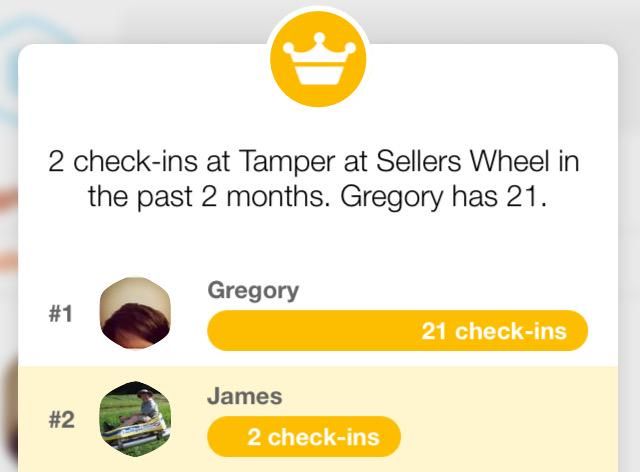 2 check-ins at Tamper at Sellers Wheel in
the past 2 months. Gregory has 21.
#1
Gregory
21 check-ins
#2
James
2 check-ins